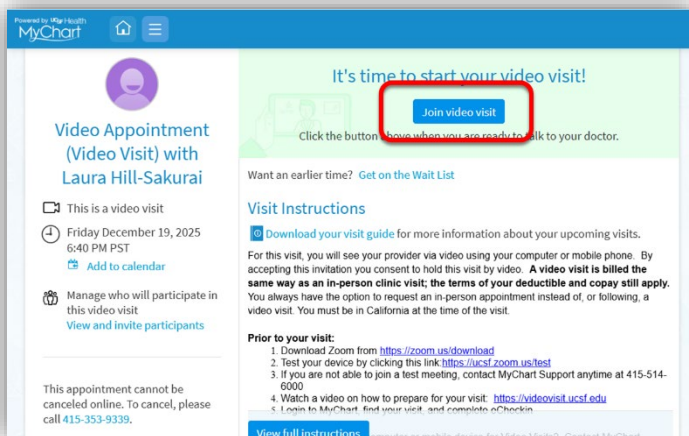 Powered by UCSF Health
MyChart
Video Appointment
(Video Visit) with
Laura Hill-Sakurai
This is a video visit
Friday December 19, 2025
6:40 PM PST
Add to calendar
Manage who will participate in
this video visit
View and invite participants
This appointment cannot be
canceled online. To cancel, please
call 415-353-9339.
It's time to start your video visit!
Join video visit
Click the button above when you are ready to talk to your doctor.
Want an earlier time? Get on the Wait List
Visit Instructions
Download your visit guide for more information about your upcoming visits.
For this visit, you will see your provider via video using your computer or mobile phone. By
accepting this invitation you consent to hold this visit by video. A video visit is billed the
same way as an in-person clinic visit; the terms of your deductible and copay still apply.
You always have the option to request an in-person appointment instead of, or following, a
video visit. You must be in California at the time of the visit.
Prior to your visit:
1. Download Zoom from https://zoom.us/download
2. Test your device by clicking this link:https://ucsf.zoom.us/test
3. If you are not able to join a test meeting, contact MyChart Support anytime at 415-514-
6000
4. Watch a video on how to prepare for your visit: https://videovisit.ucsf.edu
5. Login to MyChart, find your visit, and complete eCheckin
View full instructions computer or mobile device for Video Visits? Contact MyChart